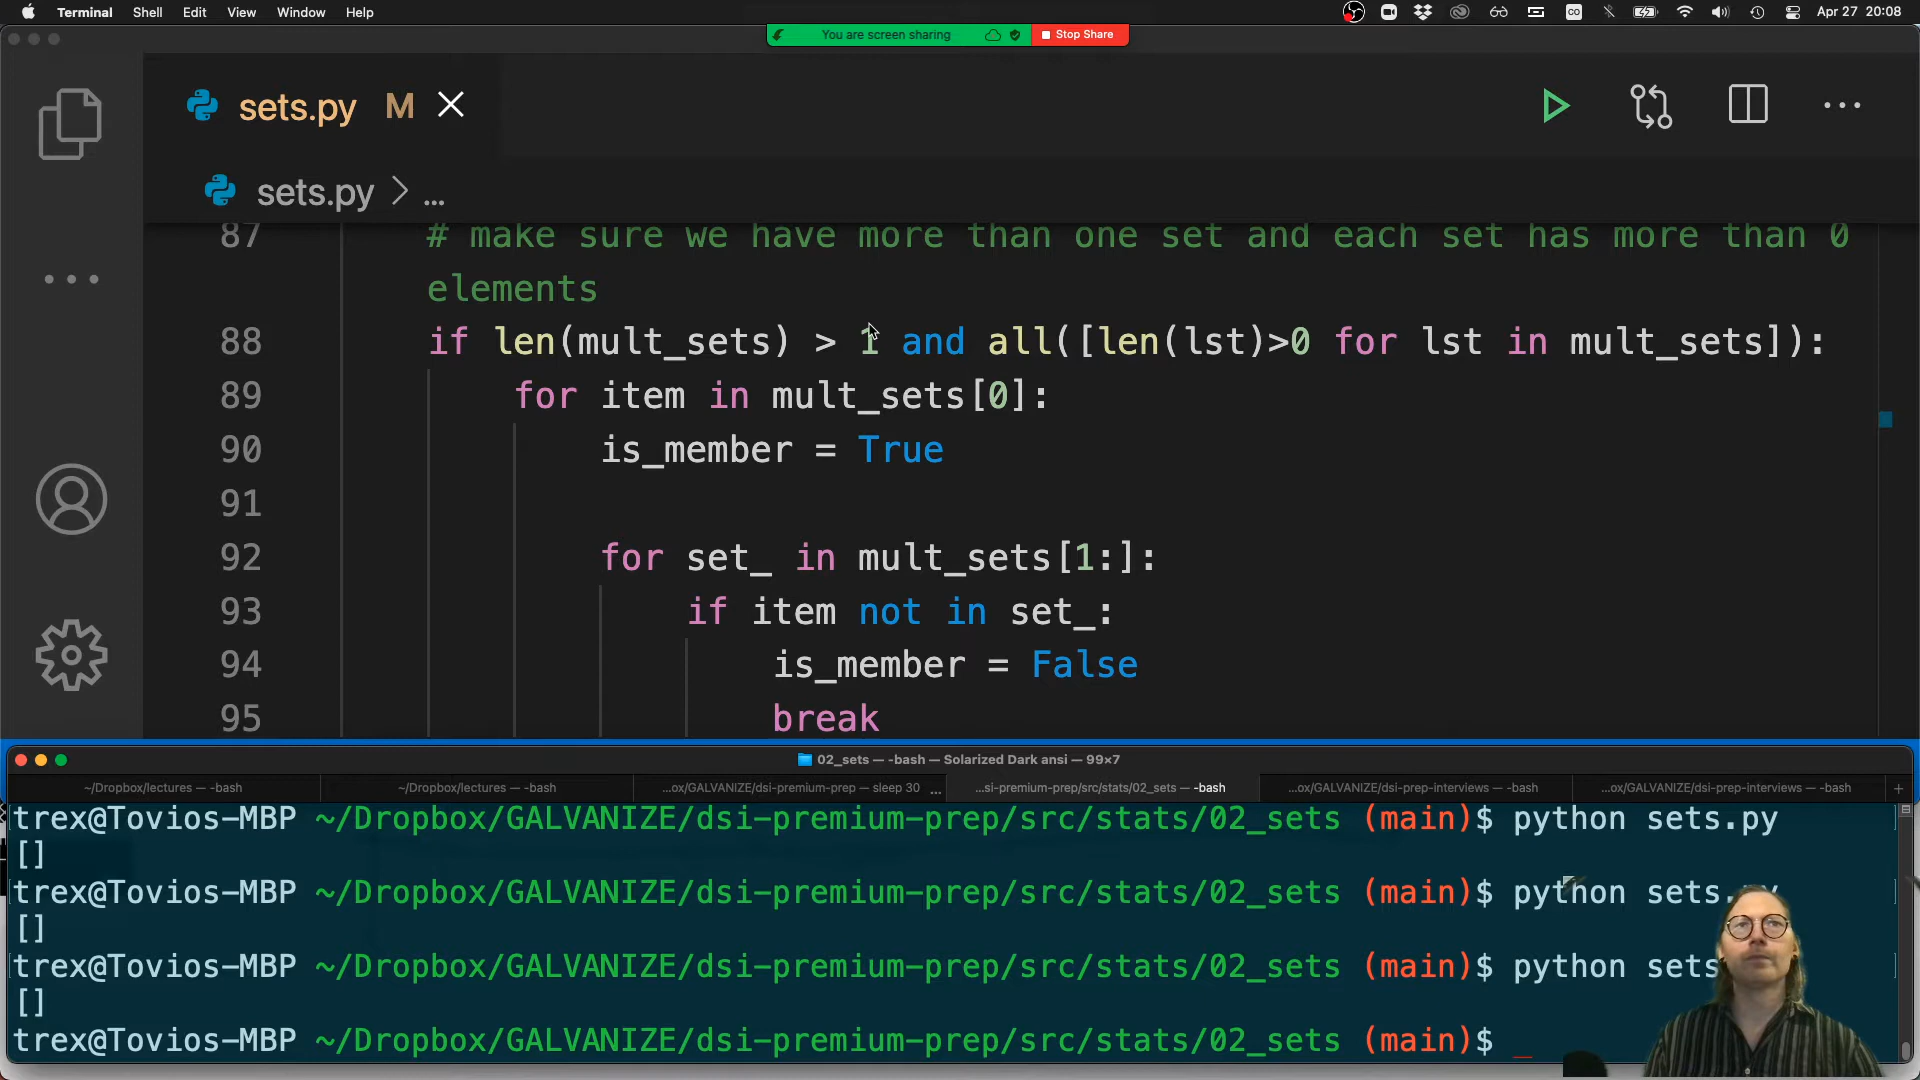 Terminal Shell Edit View Window Help Apr 27 20:08
You are screen sharing Stop Share
sets.py M
sets.py > ...
87 # make sure we have more than one set and each set has more than 0
elements
88 if len(mult_sets) > 1 and all([len(lst)>0 for lst in mult_sets]):
89 for item in mult_sets[0]:
90 is_member = True
91
92 for set_ in mult_sets[1:]:
93 if item not in set_:
94 is_member = False
95 break
02_sets — -bash — Solarized Dark ansi — 99×7
~/Dropbox/lectures — -bash ~/Dropbox/lectures — -bash ...ox/GALVANIZE/dsi-premium-prep — sleep 30 ... ...si-premium-prep/src/stats/02_sets — -bash ...ox/GALVANIZE/dsi-prep-interviews — -bash ...ox/GALVANIZE/dsi-prep-interviews — -bash +
trex@Tovios-MBP ~/Dropbox/GALVANIZE/dsi-premium-prep/src/stats/02_sets (main)$ python sets.py
[]
trex@Tovios-MBP ~/Dropbox/GALVANIZE/dsi-premium-prep/src/stats/02_sets (main)$ python sets.py
[]
trex@Tovios-MBP ~/Dropbox/GALVANIZE/dsi-premium-prep/src/stats/02_sets (main)$ python sets
[]
trex@Tovios-MBP ~/Dropbox/GALVANIZE/dsi-premium-prep/src/stats/02_sets (main)$ _